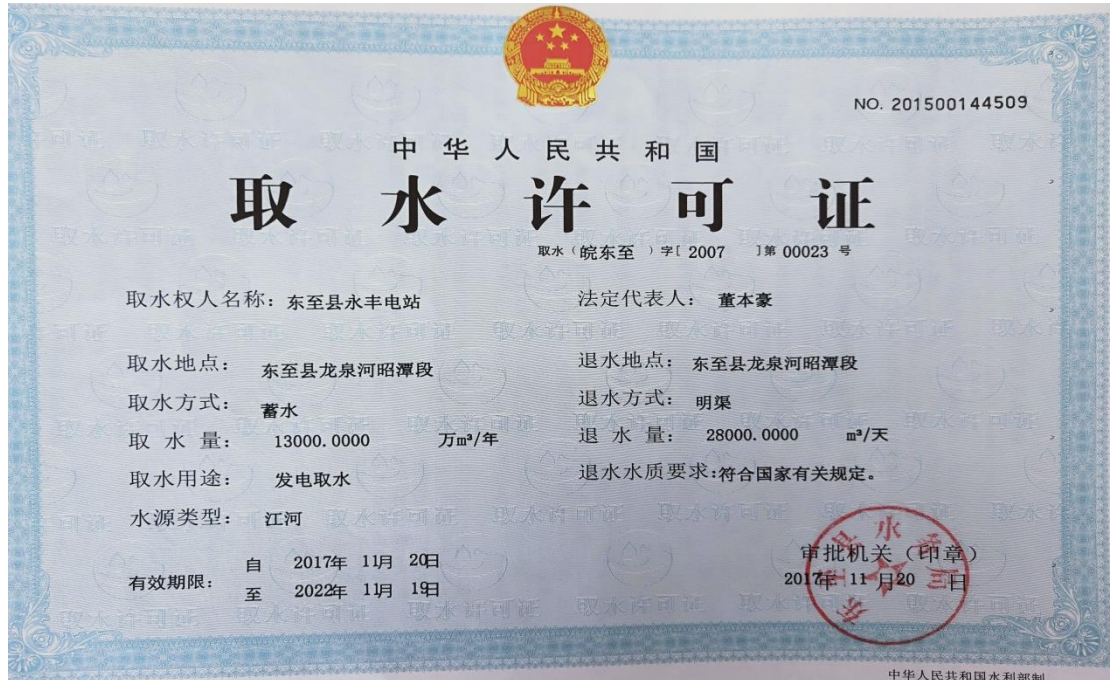 NO. 201500144509
中华人民共和国
取水许可证
取水（皖东至）字[ 2007 ]第 00023 号
取水权人名称：东至县永丰电站 法定代表人：董本豪
取水地点：东至县龙泉河昭潭段 退水地点：东至县龙泉河昭潭段
取水方式：蓄水 退水方式：明渠
取水量：13000.0000 万m³/年 退水量：28000.0000 m³/天
取水用途：发电取水 退水水质要求：符合国家有关规定。
水源类型：江河
有效期限：自 2017年 11月 20日
至 2022年 11月 19日
审批机关（印章）
2017年 11月20 日
东至县水务局
中华人民共和国水利部制